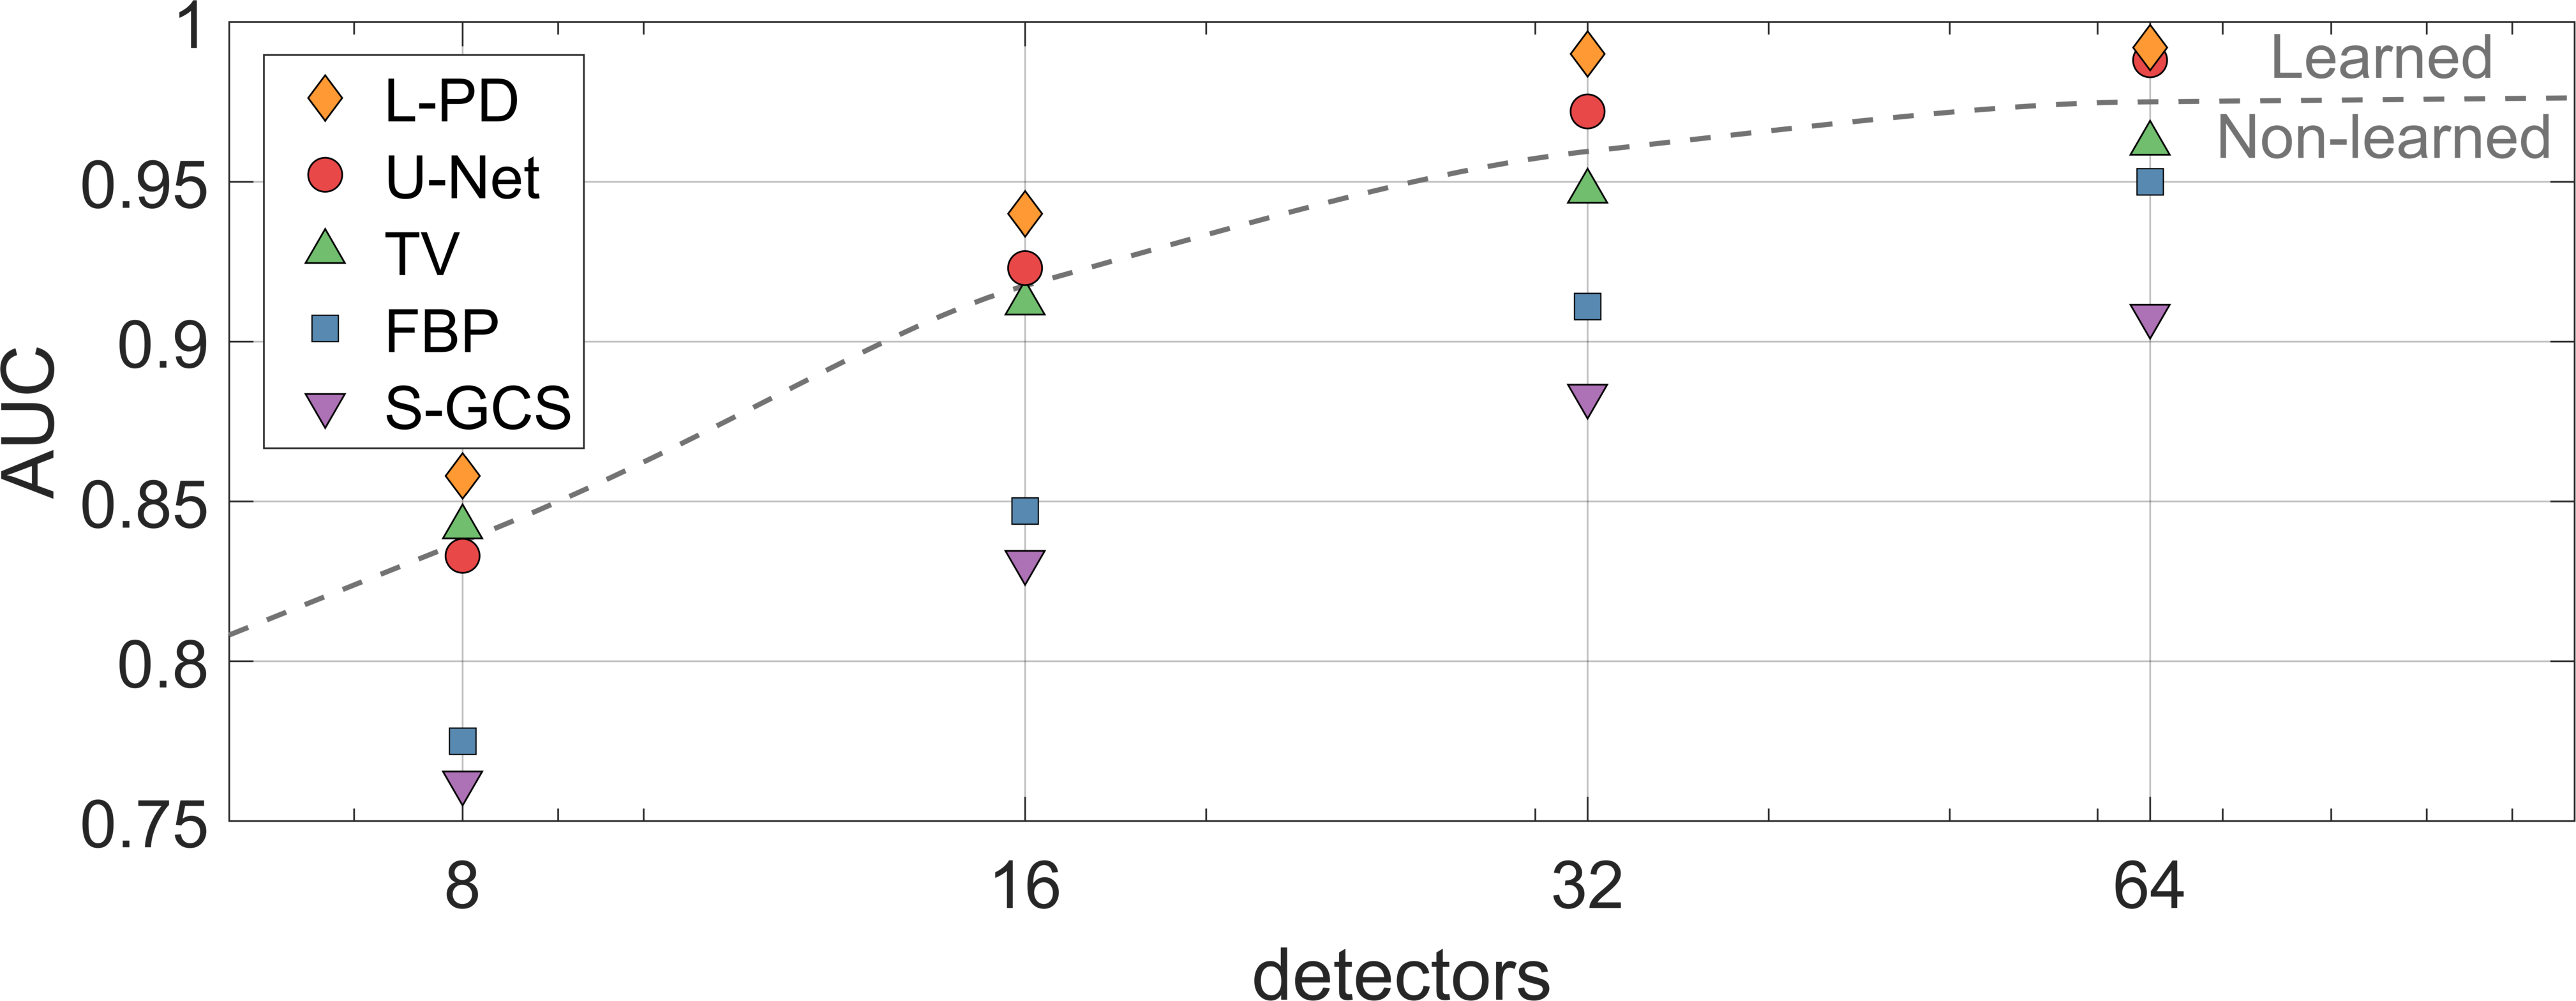 1
0.95
0.9
0.85
0.8
0.75
AUC
L-PD
U-Net
TV
FBP
S-GCS
Learned
Non-learned
8
16
32
64
detectors